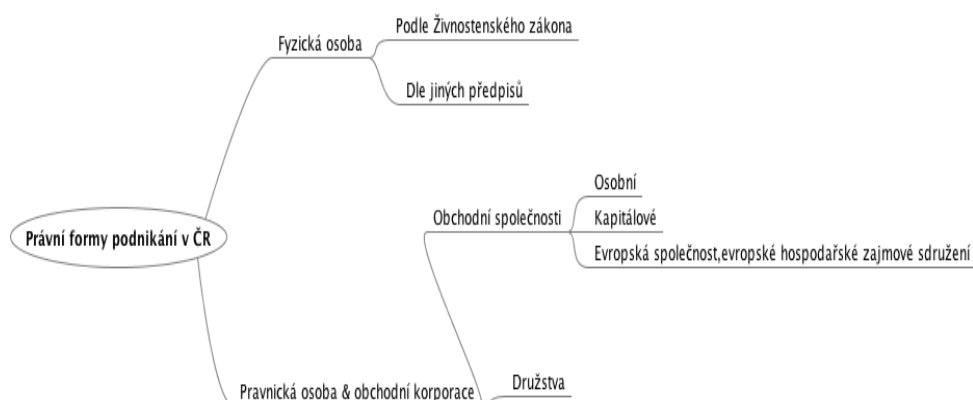 Podle Živnostenského zákona
Fyzická osoba
Dle jiných předpisů
Osobní
Obchodní společnosti
Kapitálové
Právní formy podnikání v ČR
Evropská společnost,evropské hospodařské zajmové sdružení
Družstva
Pravnická osoba & obchodní korporace